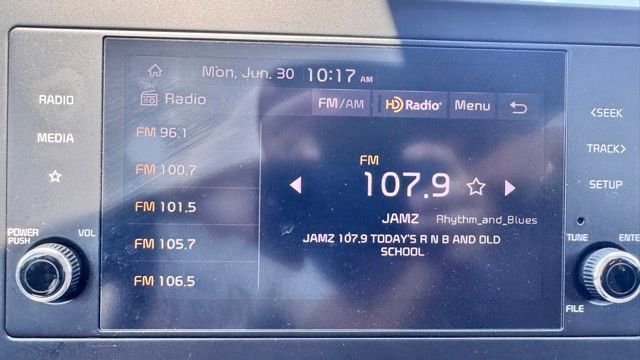 Mon, Jun. 30 10:17 AM
Radio
FM/AM HD Radio® Menu
FM 96.1
FM 100.7
FM 101.5
FM 105.7
FM 106.5
FM
107.9
JAMZ Rhythm_and_Blues
JAMZ 107.9 TODAY'S R N B AND OLD
SCHOOL
RADIO
MEDIA
POWER
PUSH
VOL
<SEEK
TRACK>
SETUP
TUNE
ENTE
FILE